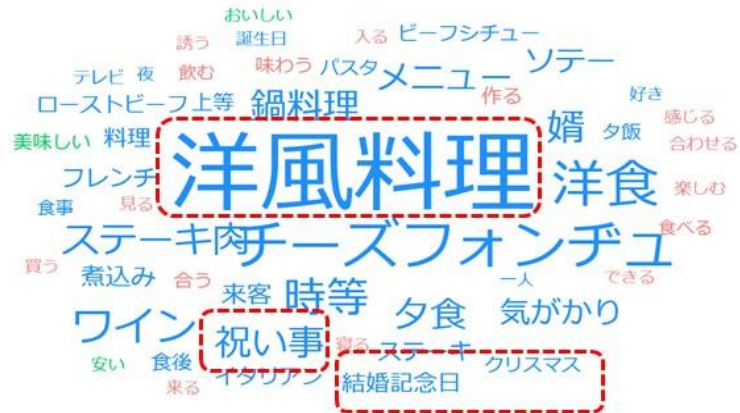 おいしい
誘う 誕生日 入る ビーフシチュー
テレビ 夜 飲む 味わう パスタ メニュー ソテー
ローストビーフ 上等 鍋料理 作る 好き
美味しい 料理 洋風料理 婿 夕飯 感じる
合わせる
フレンチ 洋食 楽しむ
食事 見る
ステーキ肉 チーズフォンヂュ 食べる
買う 煮込み 合う 来客 時等 一人 できる
ワイン 祝い事 夕食 気がかり
寝る ステーキ クリスマス
安い 食後 イタリアン 結婚記念日
来る